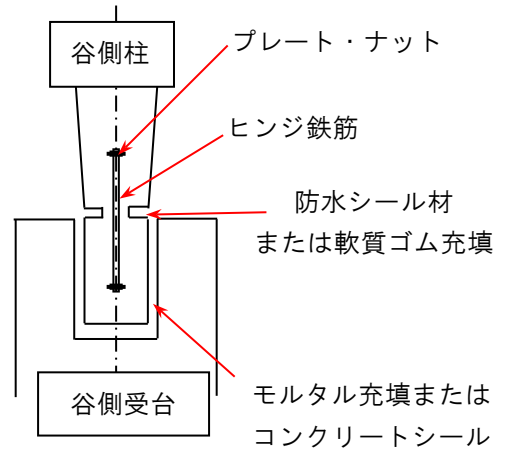 谷側柱
プレート・ナット
ヒンジ鉄筋
防水シール材
または軟質ゴム充填
谷側受台
モルタル充填または
コンクリートシール